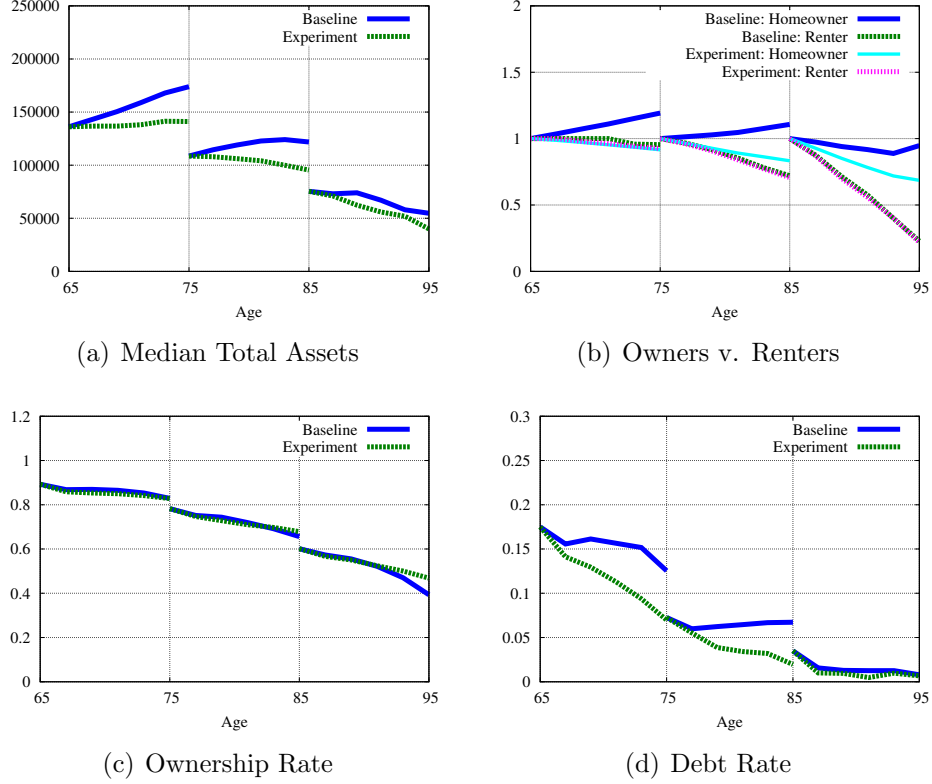 250000
200000
150000
100000
50000
0
65 75 85 95
Age
Baseline
Experiment
(a) Median Total Assets
2
1.5
1
0.5
0
65 75 85 95
Age
Baseline: Homeowner
Baseline: Renter
Experiment: Homeowner
Experiment: Renter
(b) Owners v. Renters
1.2
1
0.8
0.6
0.4
0.2
0
65 75 85 95
Age
Baseline
Experiment
(c) Ownership Rate
0.3
0.25
0.2
0.15
0.1
0.05
0
65 75 85 95
Age
Baseline
Experiment
(d) Debt Rate